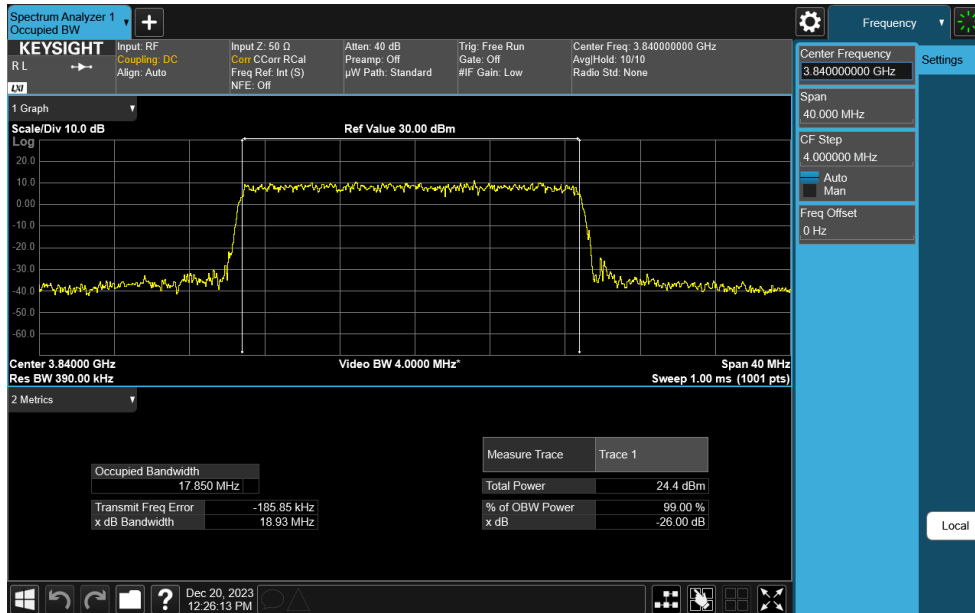 Spectrum Analyzer 1
Occupied BW
+
Frequency
KEYSIGHT
R L
LXI
Input: RF
Coupling: DC
Align: Auto
Input Z: 50 Ω
Corr CCorr RCal
Freq Ref: Int (S)
NFE: Off
Atten: 40 dB
Preamp: Off
µW Path: Standard
Trig: Free Run
Gate: Off
#IF Gain: Low
Center Freq: 3.840000000 GHz
Avg|Hold: 10/10
Radio Std: None
Center Frequency
3.840000000 GHz
Settings
Span
40.000 MHz
CF Step
4.000000 MHz
Auto
Man
Freq Offset
0 Hz
Local
1 Graph
Scale/Div 10.0 dB
Ref Value 30.00 dBm
Log
20.0
10.0
0.00
-10.0
-20.0
-30.0
-40.0
-50.0
-60.0
Center 3.84000 GHz
Video BW 4.0000 MHz*
Span 40 MHz
Res BW 390.00 kHz
Sweep 1.00 ms (1001 pts)
2 Metrics
Measure Trace Trace 1
Occupied Bandwidth
17.850 MHz
Total Power 24.4 dBm
Transmit Freq Error -185.85 kHz
% of OBW Power 99.00 %
x dB Bandwidth 18.93 MHz
x dB -26.00 dB
?
Dec 20, 2023
12:26:13 PM